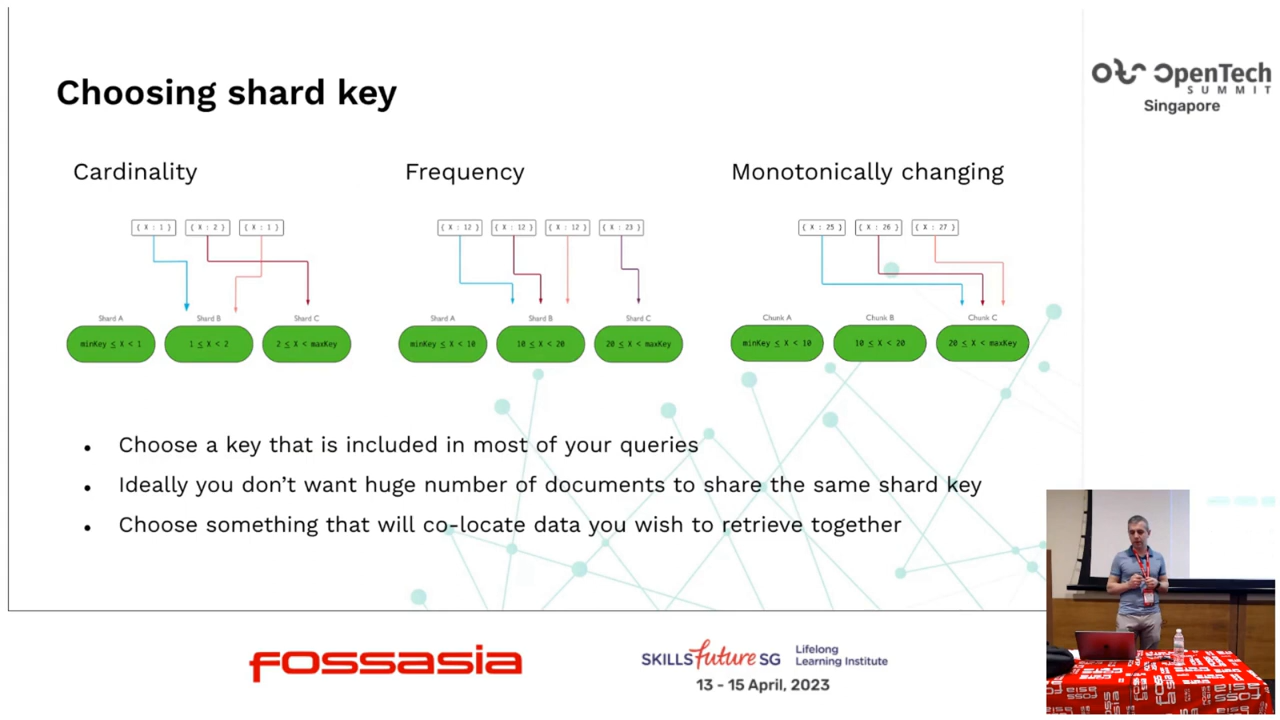 Choosing shard key
OpenTech
SUMMIT
Singapore
Cardinality
Frequency
Monotonically changing
{ X : 1 } { X : 2 } { X : 1 }
{ X : 12 } { X : 12 } { X : 12 } { X : 23 }
{ X : 25 } { X : 26 } { X : 27 }
Shard A Shard B Shard C
Shard A Shard B Shard C
Chunk A Chunk B Chunk C
minKey ≤ X < 1 1 ≤ X < 2 2 ≤ X < maxKey
minKey ≤ X < 10 10 ≤ X < 20 20 ≤ X < maxKey
minKey ≤ X < 10 10 ≤ X < 20 20 ≤ X < maxKey
• Choose a key that is included in most of your queries
• Ideally you don’t want huge number of documents to share the same shard key
• Choose something that will co-locate data you wish to retrieve together
fossasia
SKILLS future SG
Lifelong
Learning Institute
13 - 15 April, 2023